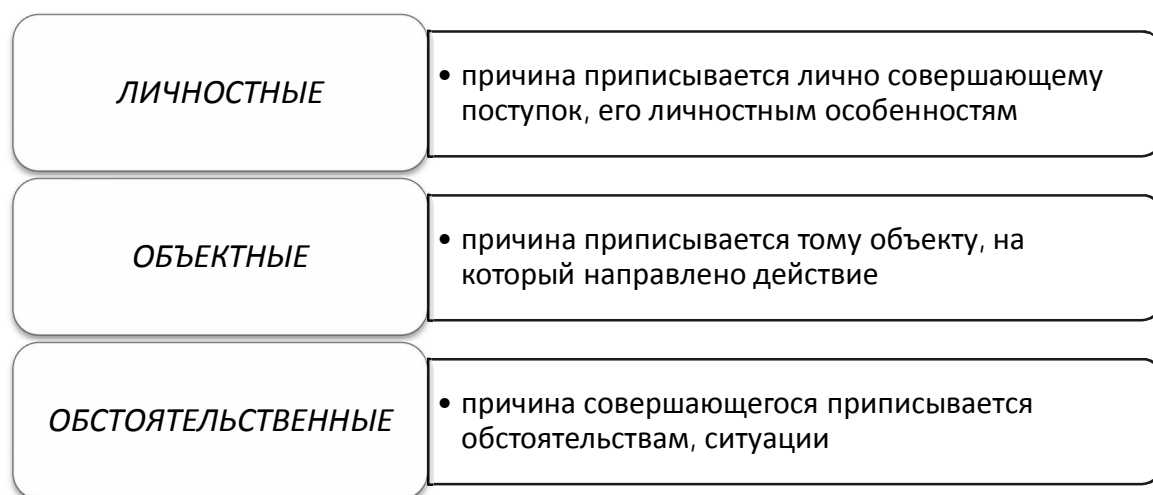 ЛИЧНОСТНЫЕ
• причина приписывается лично совершающему
поступок, его личностным особенностям
ОБЪЕКТНЫЕ
• причина приписывается тому объекту, на
который направлено действие
ОБСТОЯТЕЛЬСТВЕННЫЕ
• причина совершающегося приписывается
обстоятельствам, ситуации